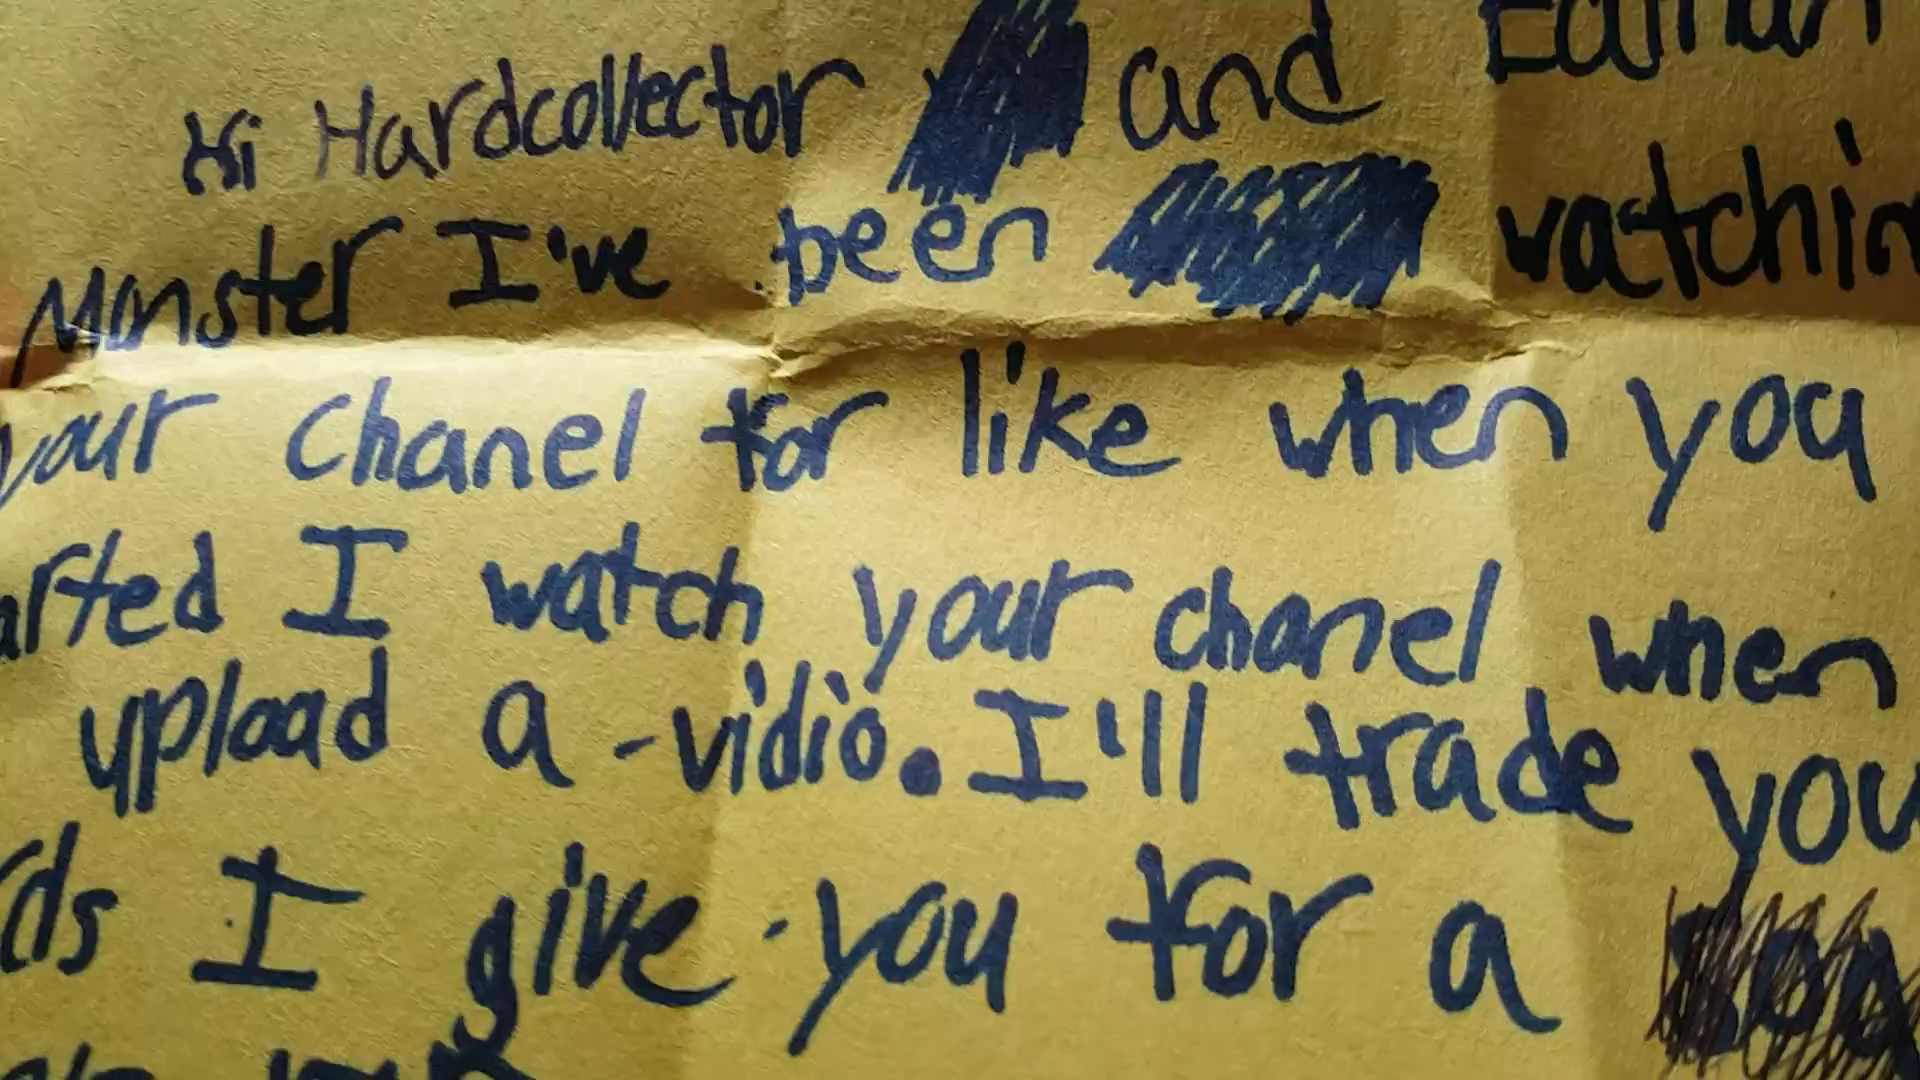 Hi Hardcollector and
Monster I've been watchin
your chanel for like when you
arted I watch your chanel when
upload a vidio. I'll trade you
rds I give you for a